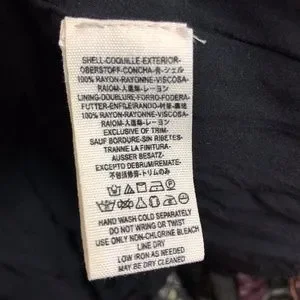 SHELL-COQUILLE-EXTERIOR-
OBERSTOFF-CONCHA-表-シェル
100% RAYON-RAYONNE-VISCOSA-
RAIOM-人造絲-レーヨン
LINING-DOUBLURE-FORRO-FODERA-
FUTTER-ENFILEIRANDO-村裏-裏
100% RAYON-RAYONNE-VISCOSA-
RAIOM-人造絲-レーヨン
EXCLUSIVE OF TRIM-
SAUF BORDURE-SIN RIBETES-
TRANNE LA FINITURA-
AUSSER BESATZ-
EXCEPTO DEBRUM/REMATE-
不包括修飾-トリムのみ
HAND WASH COLD SEPARATELY
DO NOT WRING OR TWIST
USE ONLY NON-CHLORINE BLEACH
LINE DRY
LOW IRON AS NEEDED
MAY BE DRY CLEANED